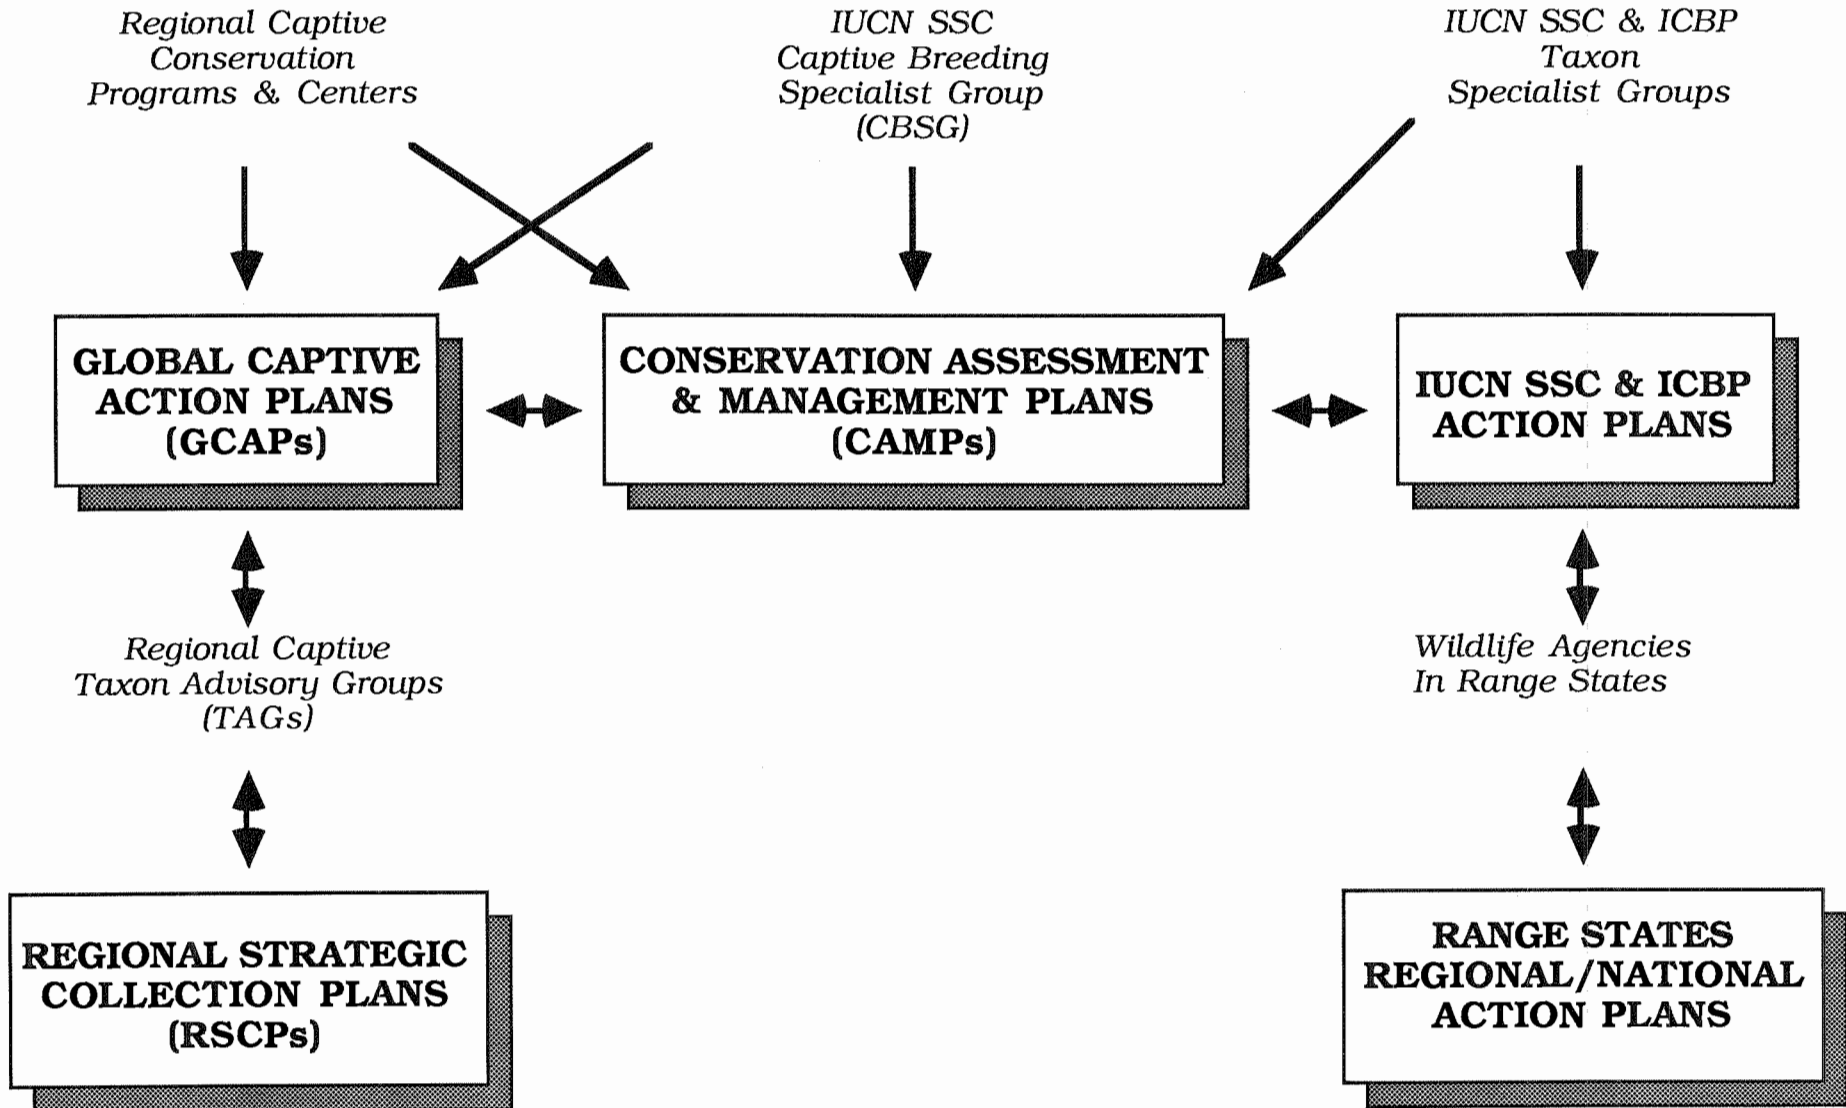 Regional Captive
Conservation
Programs & Centers
IUCN SSC
Captive Breeding
Specialist Group
(CBSG)
IUCN SSC & ICBP
Taxon
Specialist Groups
GLOBAL CAPTIVE
ACTION PLANS
(GCAPs)
CONSERVATION ASSESSMENT
& MANAGEMENT PLANS
(CAMPs)
IUCN SSC & ICBP
ACTION PLANS
Regional Captive
Taxon Advisory Groups
(TAGs)
Wildlife Agencies
In Range States
REGIONAL STRATEGIC
COLLECTION PLANS
(RSCPs)
RANGE STATES
REGIONAL/NATIONAL
ACTION PLANS